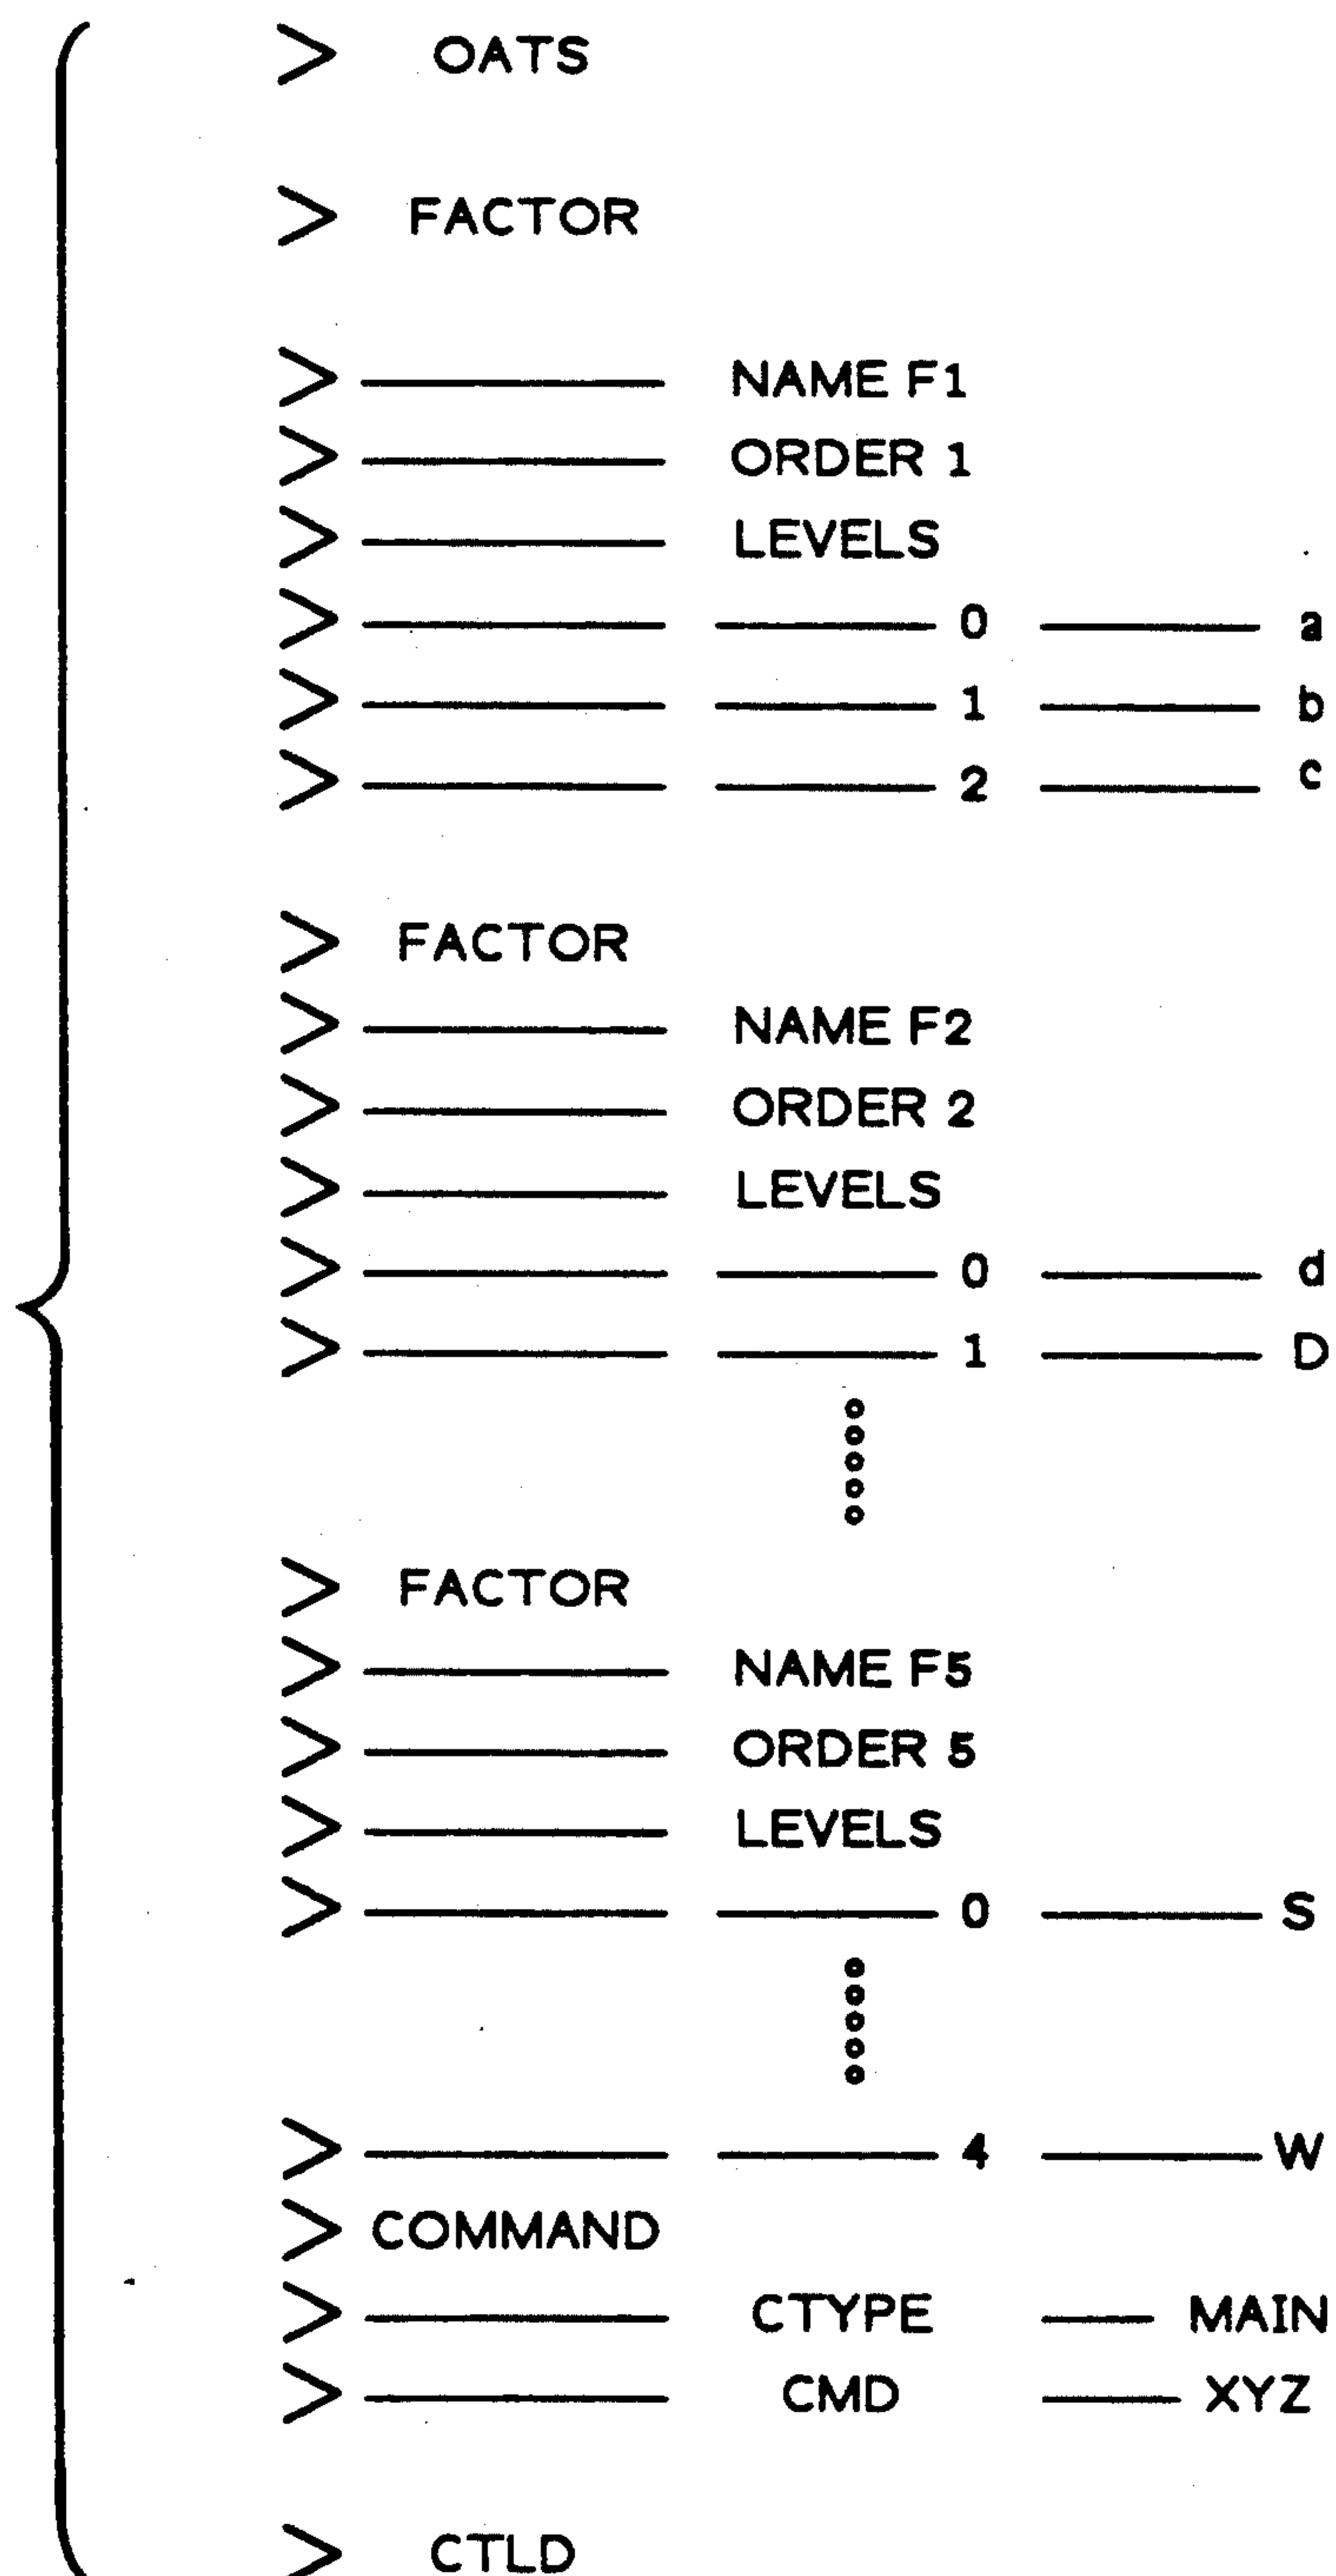 > OATS
> FACTOR
> ——— NAME F1
> ——— ORDER 1
> ——— LEVELS
> ——— ——— 0 ——— a
> ——— ——— 1 ——— b
> ——— ——— 2 ——— c
> FACTOR
> ——— NAME F2
> ——— ORDER 2
> ——— LEVELS
> ——— ——— 0 ——— d
> ——— ——— 1 ——— D
> FACTOR
> ——— NAME F5
> ——— ORDER 5
> ——— LEVELS
> ——— ——— 0 ——— S
> ——— ——— 4 ——— W
> COMMAND
> ——— CTYPE ——— MAIN
> ——— CMD ——— XYZ
> CTLD